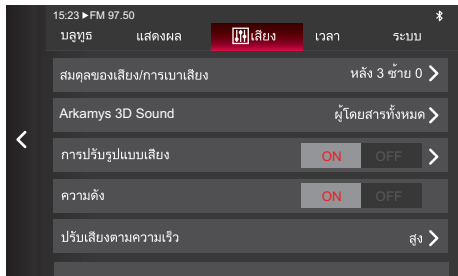 15:23 ▸FM 97.50
บลูทูธ แสดงผล เสียง เวลา ระบบ
สมดุลของเสียง/การเบาเสียง หลัง 3 ซ้าย 0
Arkamys 3D Sound ผู้โดยสารทั้งหมด
การปรับรูปแบบเสียง ON OFF
ความดัง ON OFF
ปรับเสียงตามความเร็ว สูง